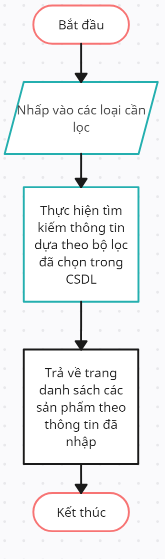 Bắt đầu
Nhấp vào các loại cần
lọc
Thực hiện tìm
kiếm thông tin
dựa theo bộ lọc
đã chọn trong
CSDL
Trả về trang
danh sách các
sản phẩm theo
thông tin đã
nhập
Kết thúc